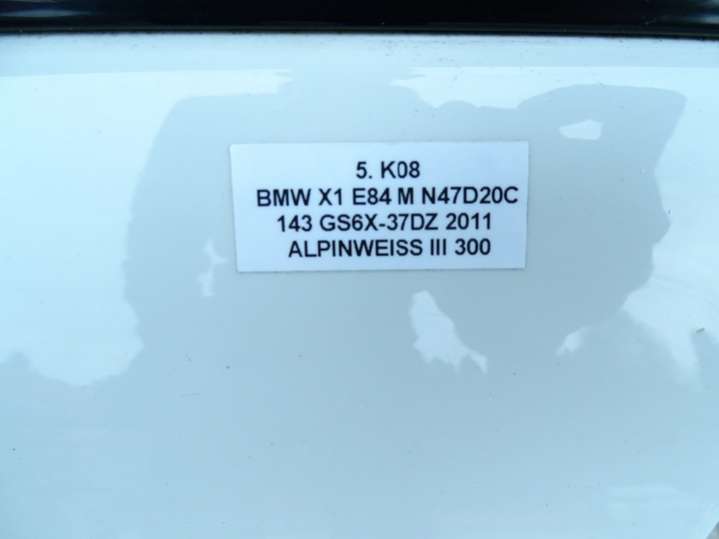 5. K08
BMW X1 E84 M N47D20C
143 GS6X-37DZ 2011
ALPINWEISS III 300